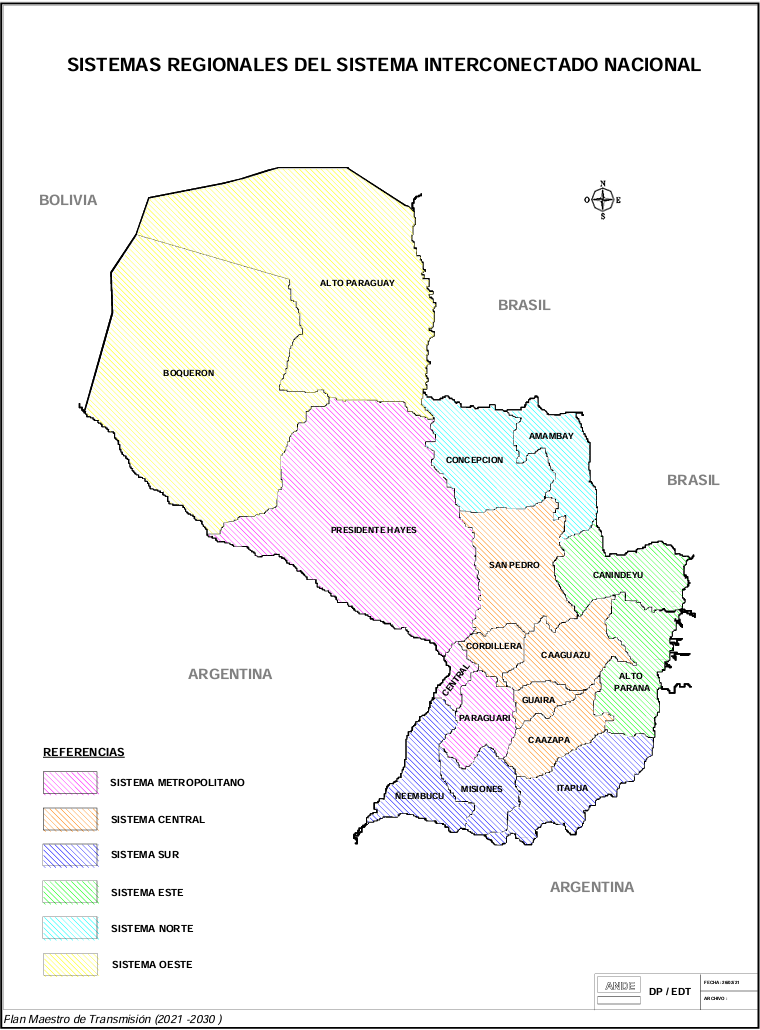 SISTEMAS REGIONALES DEL SISTEMA INTERCONECTADO NACIONAL
BOLIVIA
N
O E
S
ALTO PARAGUAY
BRASIL
BOQUERON
AMAMBAY
CONCEPCION
BRASIL
PRESIDENTE HAYES
SAN PEDRO
CANINDEYU
CORDILLERA
CAAGUAZU
ARGENTINA
CENTRAL
ALTO
PARANA
GUAIRA
PARAGUARI
CAAZAPA
REFERENCIAS
SISTEMA METROPOLITANO
SISTEMA CENTRAL
SISTEMA SUR
SISTEMA ESTE
SISTEMA NORTE
SISTEMA OESTE
ÑEEMBUCU
MISIONES
ITAPUA
ARGENTINA
ANDE
DP / EDT
FECHA:
ARCHIVO :
Plan Maestro de Transmisión (2021 -2030 )